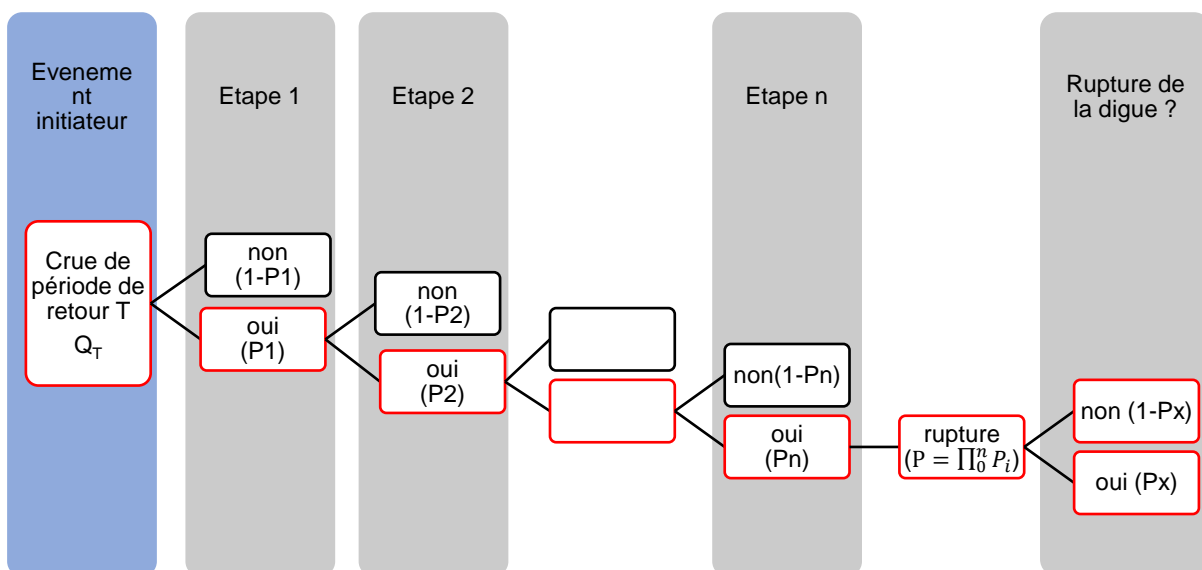 Eveneme
nt
initiateur
Etape 1
Etape 2
Etape n
Rupture de
la digue ?
Crue de
période de
retour T
Q_T
non
(1-P1)
oui
(P1)
non
(1-P2)
oui
(P2)
non(1-Pn)
oui
(Pn)
rupture
(P = ∏₀ⁿ Pᵢ)
non (1-Px)
oui (Px)